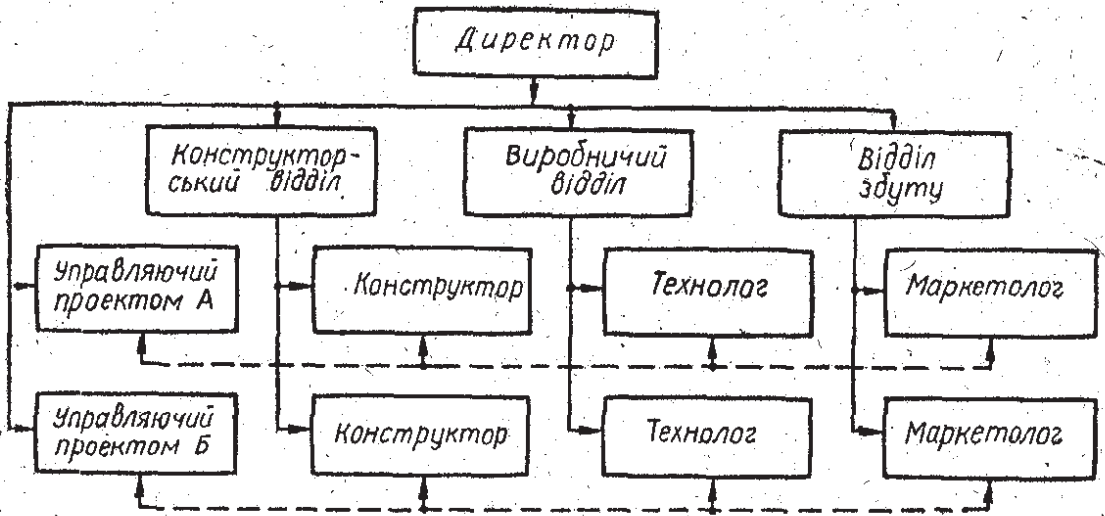 Директор
Конструктор-
ський відділ
Виробничий
відділ
Відділ
збуту
Управляючий
проектом А
Конструктор
Технолог
Маркетолог
Управляючий
проектом Б
Конструктор
Технолог
Маркетолог